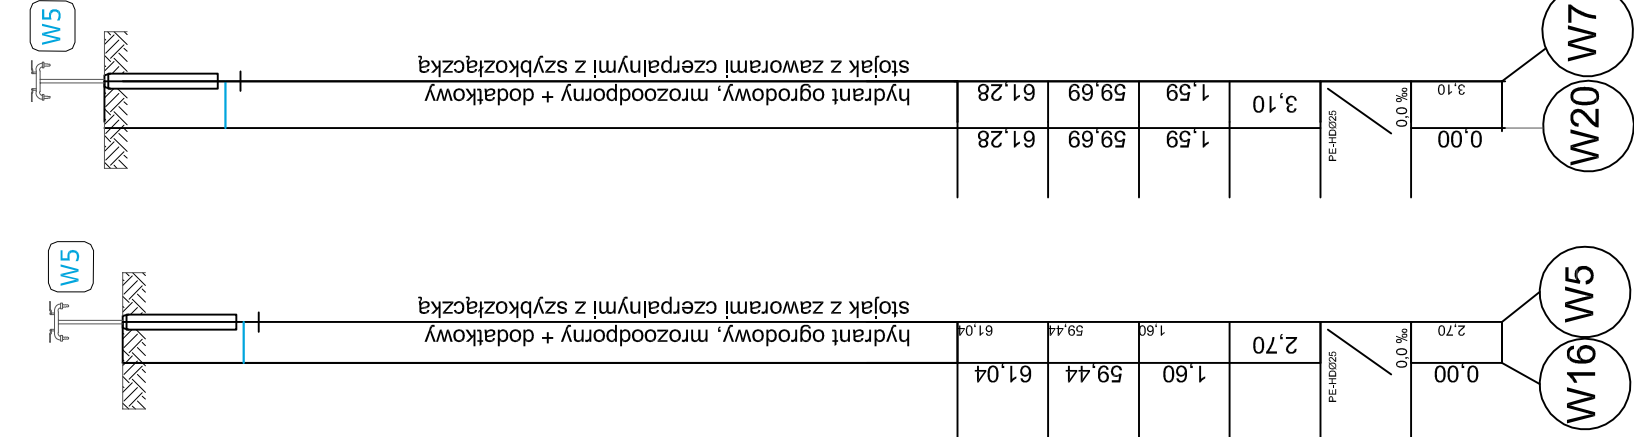 W5
stojak z zaworami czerpalnymi z szybkozłączką
hydrant ogrodowy, mrozoodporny + dodatkowy
61,28
59,69
1,59
3,10
0,0 ‰
3,10
W7
61,28
59,69
1,59
PE-HDØ25
0,00
W20
W5
stojak z zaworami czerpalnymi z szybkozłączką
hydrant ogrodowy, mrozoodporny + dodatkowy
61,04
59,44
1,60
2,70
0,0 ‰
2,70
W5
61,04
59,44
1,60
PE-HDØ25
0,00
W16